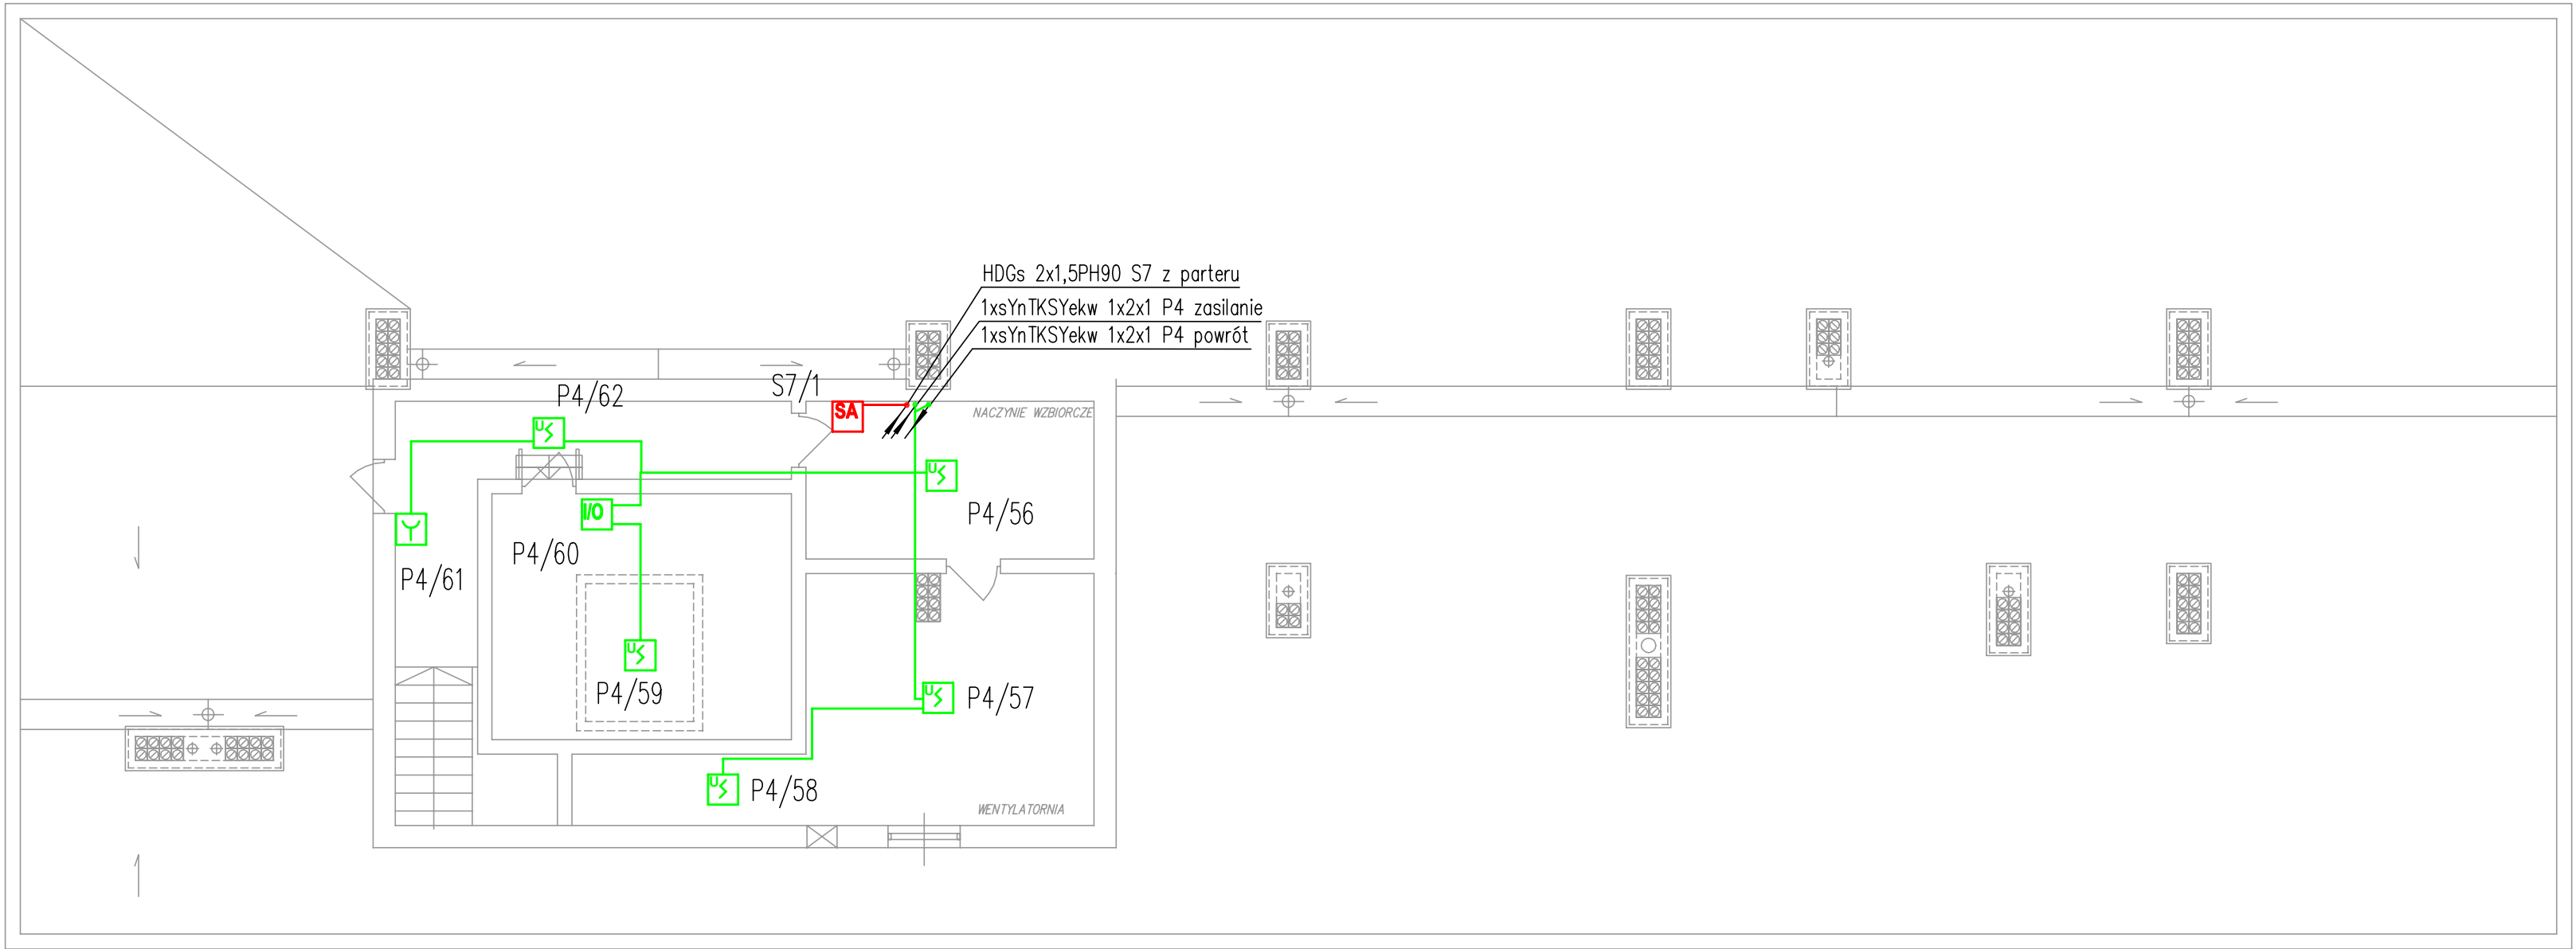 HDGs 2x1,5PH90 S7 z parteru
1xsYnTKSYekw 1x2x1 P4 zasilanie
1xsYnTKSYekw 1x2x1 P4 powrót
P4/62
S7/1
SA
NACZYNIE WZBIORCZE
U
U
P4/56
I/O
P4/60
P4/61
U
P4/59
U
P4/57
U
P4/58
WENTYLATORNIA